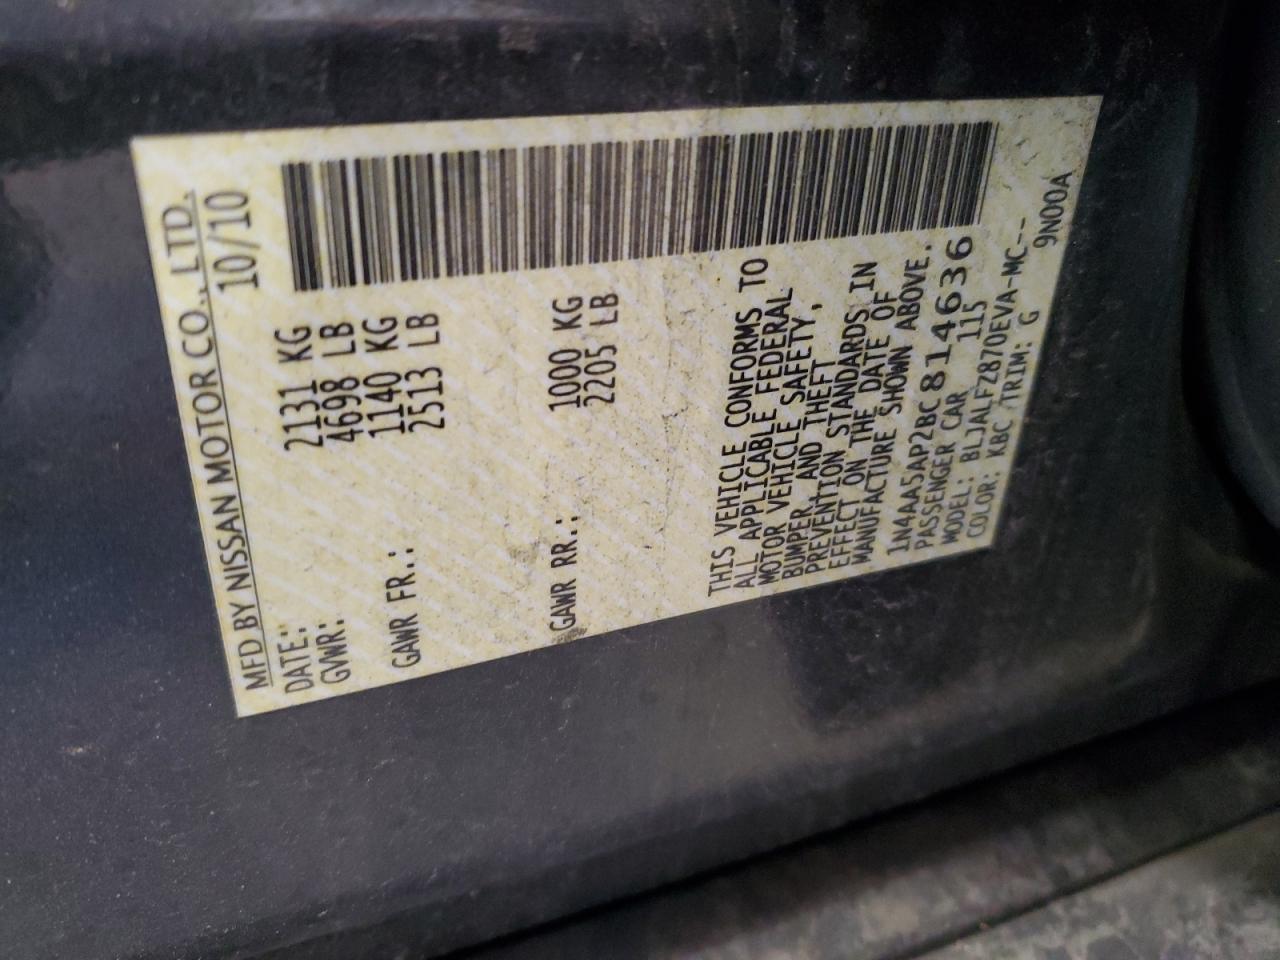 MFD BY NISSAN MOTOR CO., LTD.
DATE: 10/10
GVWR: 2131 KG
4698 LB
GAWR FR.: 1140 KG
2513 LB
GAWR RR.: 1000 KG
2205 LB
THIS VEHICLE CONFORMS TO
ALL APPLICABLE FEDERAL
MOTOR VEHICLE SAFETY,
BUMPER, AND THEFT
PREVENTION STANDARDS IN
EFFECT ON THE DATE OF
MANUFACTURE SHOWN ABOVE.
1N4AA5AP2BC814636
PASSENGER CAR 115
MODEL: BLJALFZ870EVA-MC--
COLOR: KBC TRIM: G 9N00A